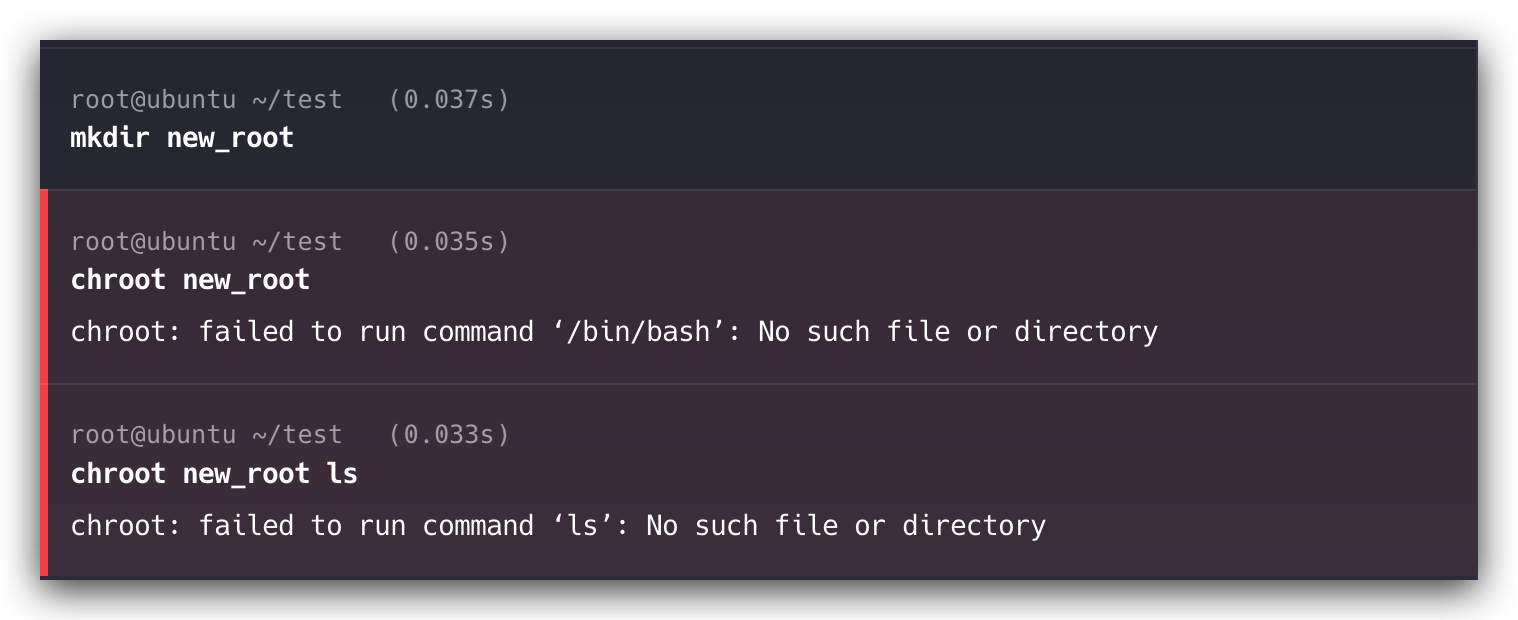 root@ubuntu ~/test (0.037s)
mkdir new_root
root@ubuntu ~/test (0.035s)
chroot new_root
chroot: failed to run command ‘/bin/bash’: No such file or directory
root@ubuntu ~/test (0.033s)
chroot new_root ls
chroot: failed to run command ‘ls’: No such file or directory